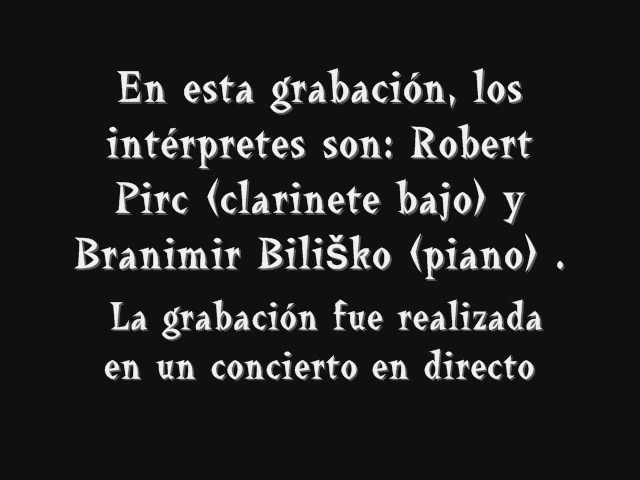 En esta grabación, los
intérpretes son: Robert
Pirc (clarinete bajo) y
Branimir Biliško (piano) .
La grabación fue realizada
en un concierto en directo